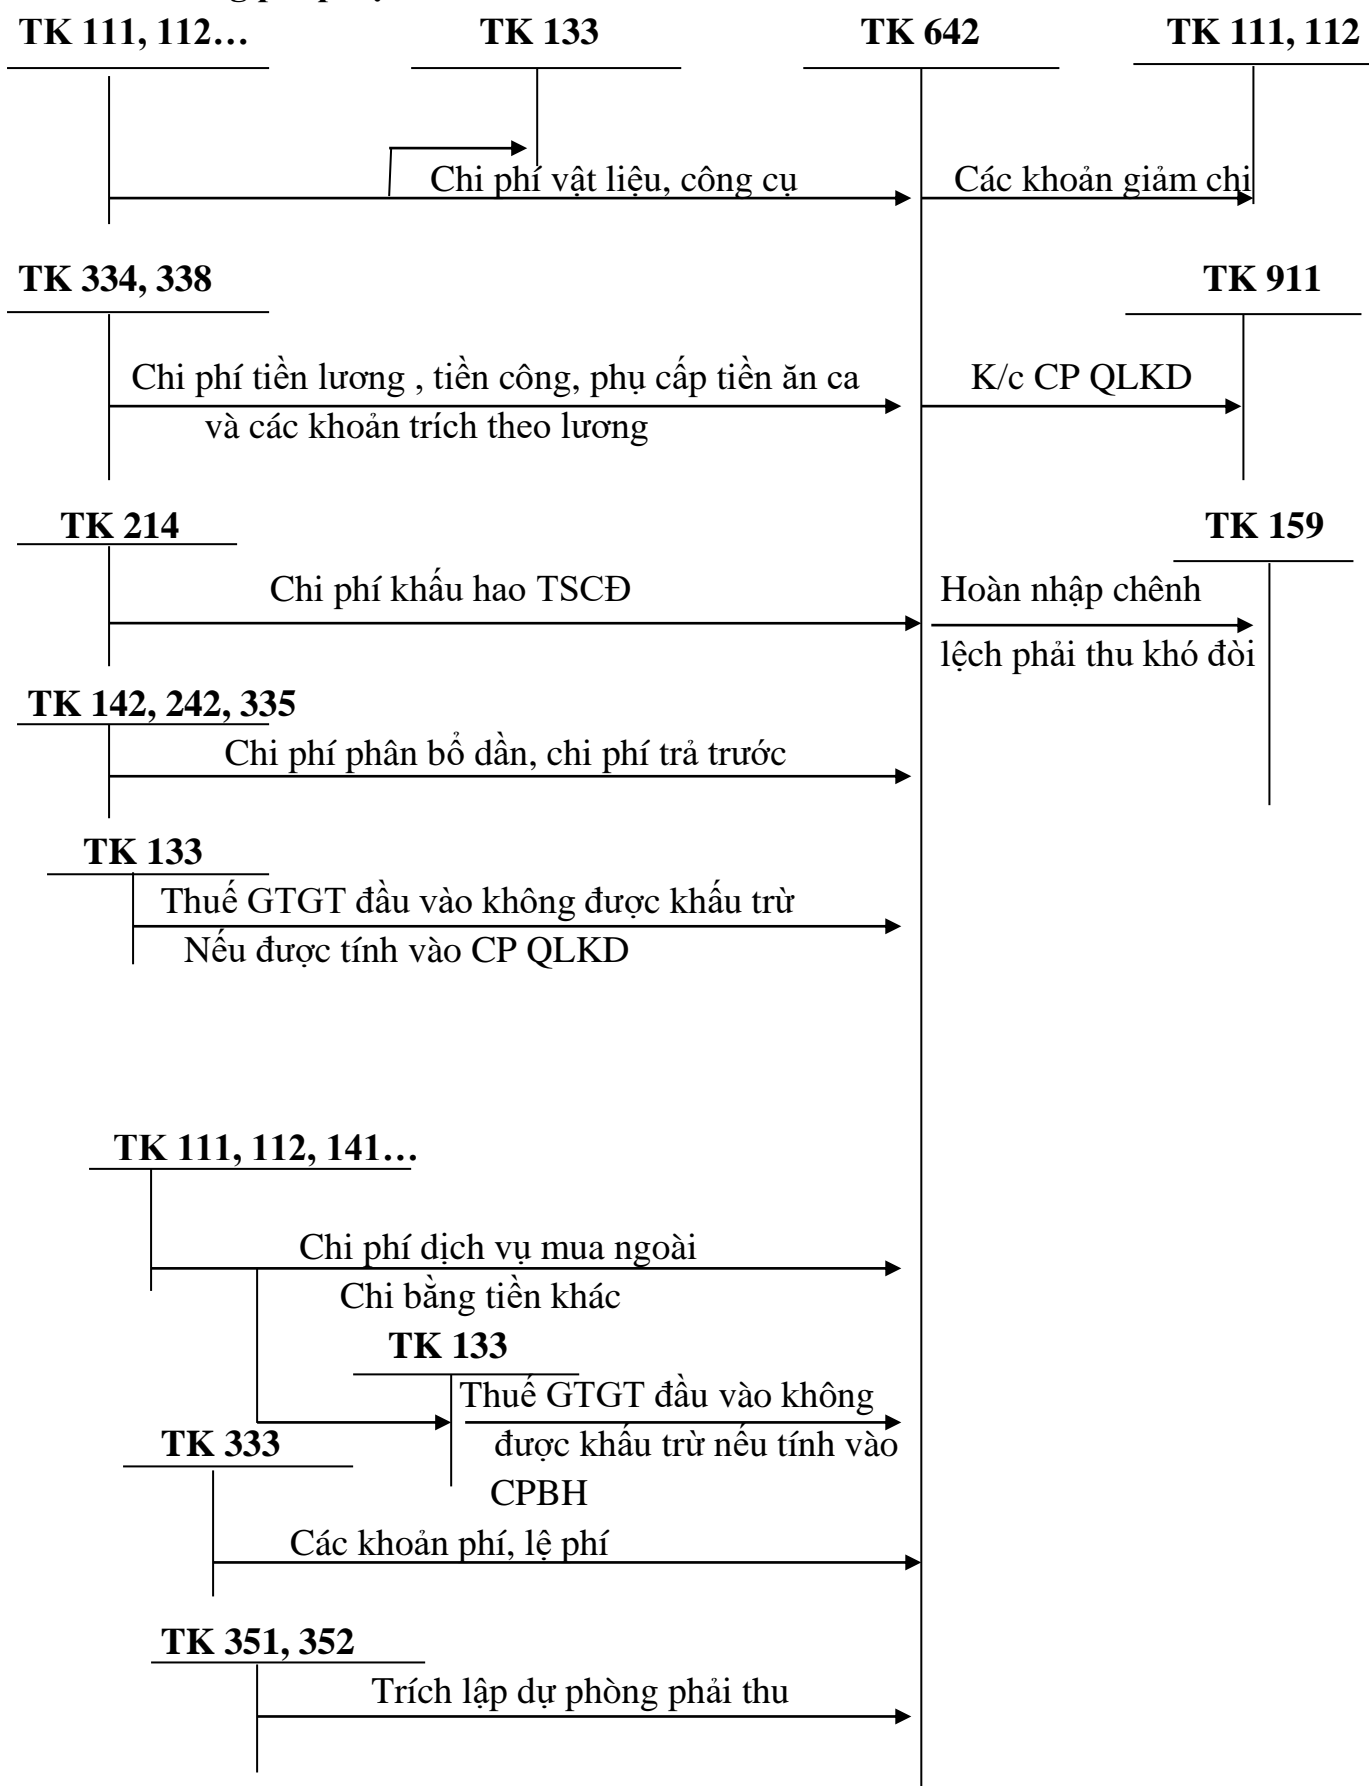 TK 111, 112…
TK 133
TK 642
TK 111, 112
Chi phí vật liệu, công cụ
Các khoản giảm chi
TK 334, 338
TK 911
Chi phí tiền lương , tiền công, phụ cấp tiền ăn ca
K/c CP QLKD
và các khoản trích theo lương
TK 214
TK 159
Chi phí khấu hao TSCĐ
Hoàn nhập chênh
lệch phải thu khó đòi
TK 142, 242, 335
Chi phí phân bổ dần, chi phí trả trước
TK 133
Thuế GTGT đầu vào không được khấu trừ
Nếu được tính vào CP QLKD
TK 111, 112, 141…
Chi phí dịch vụ mua ngoài
Chi bằng tiền khác
TK 133
Thuế GTGT đầu vào không
TK 333
được khấu trừ nếu tính vào
CPBH
Các khoản phí, lệ phí
TK 351, 352
Trích lập dự phòng phải thu